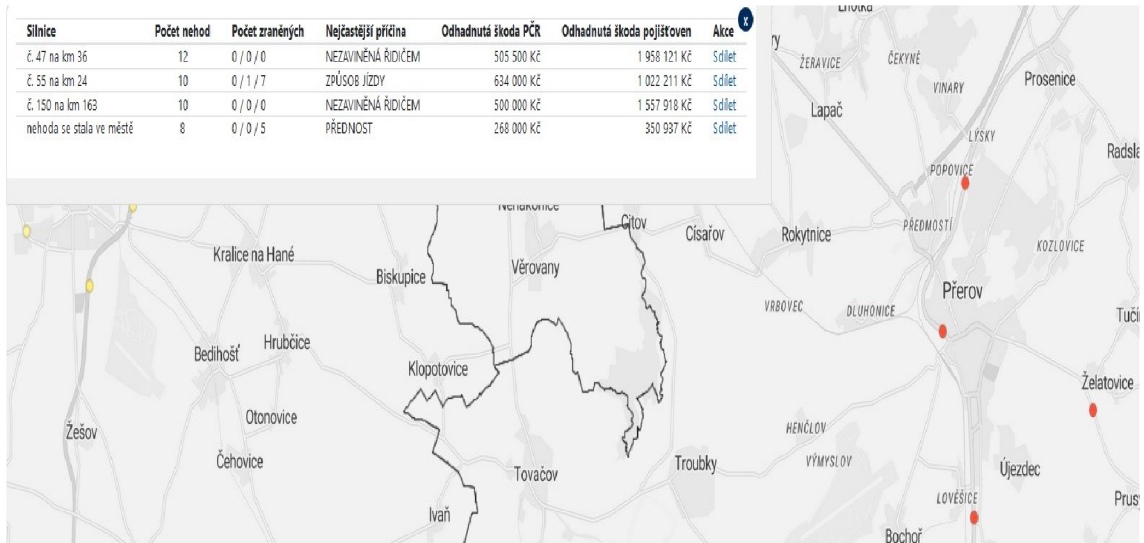 Silnice Počet nehod Počet zraněných Nejčastější příčina Odhadnutá škoda PČR Odhadnutá škoda pojišťoven Akce x
č. 47 na km 36 12 0 / 0 / 0 NEZAVINĚNÁ ŘIDIČEM 505 500 Kč 1 958 121 Kč Sdílet
č. 55 na km 24 10 0 / 1 / 7 ZPŮSOB JÍZDY 634 000 Kč 1 022 211 Kč Sdílet
č. 150 na km 163 10 0 / 0 / 0 NEZAVINĚNÁ ŘIDIČEM 500 000 Kč 1 557 918 Kč Sdílet
nehoda se stala ve městě 8 0 / 0 / 5 PŘEDNOST 268 000 Kč 350 937 Kč Sdílet
ŽERAVICE
ČEKYNĚ
VINARY
Prosenice
Lapač
LÝSKY
Radsla
POPOVICE
Citov
Císařov
Rokytnice
PŘEDMOSTÍ
KOZLOVICE
Kralice na Hané
Biskupice
Věrovany
Přerov
VRBOVEC
DLUHONICE
Tučí
Bedihošť
Hrubčice
Klopotovice
Želatovice
Otonovice
Žešov
HENČLOV
Čehovice
Tovačov
Troubky
VÝMYSLOV
Újezdec
LOVĚŠICE
Prus
Ivaň
Bochoř